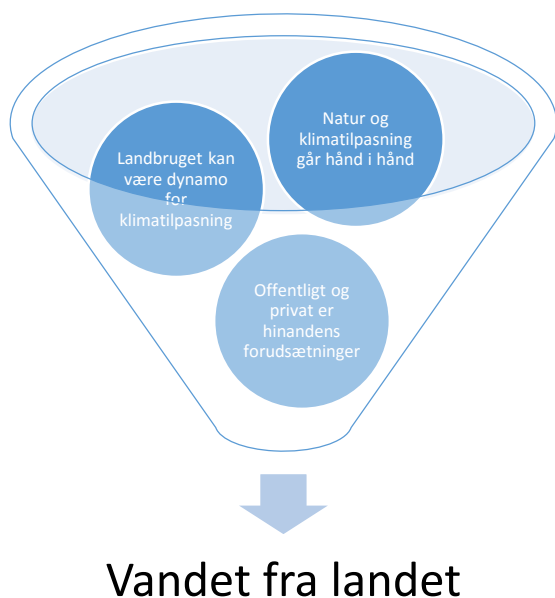 Natur og
klimatilpasning
går hånd i hånd
Landbruget kan
være dynamo
for
klimatilpasning
Offentligt og
privat er
hinandens
forudsætninger
Vandet fra landet